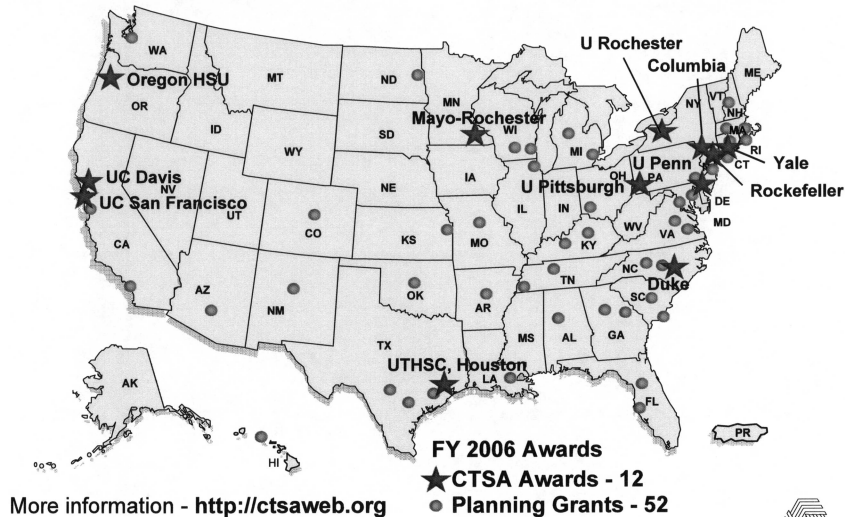 U Rochester
Columbia
WA
Oregon HSU
MT
ND
MN
ME
VT
NY
NH
OR
ID
Mayo-Rochester
WI
MA
SD
MI
RI
WY
CT
Yale
U Penn
UC Davis
NV
IA
NE
OH
PA
U Pittsburgh
Rockefeller
UC San Francisco
UT
IL
IN
DE
CO
WV
MD
CA
KS
MO
KY
VA
AZ
NM
OK
TN
NC
Duke
AR
SC
MS
AL
GA
TX
UTHSC, Houston
LA
AK
FL
PR
HI
FY 2006 Awards
CTSA Awards - 12
More information - http://ctsaweb.org
Planning Grants - 52